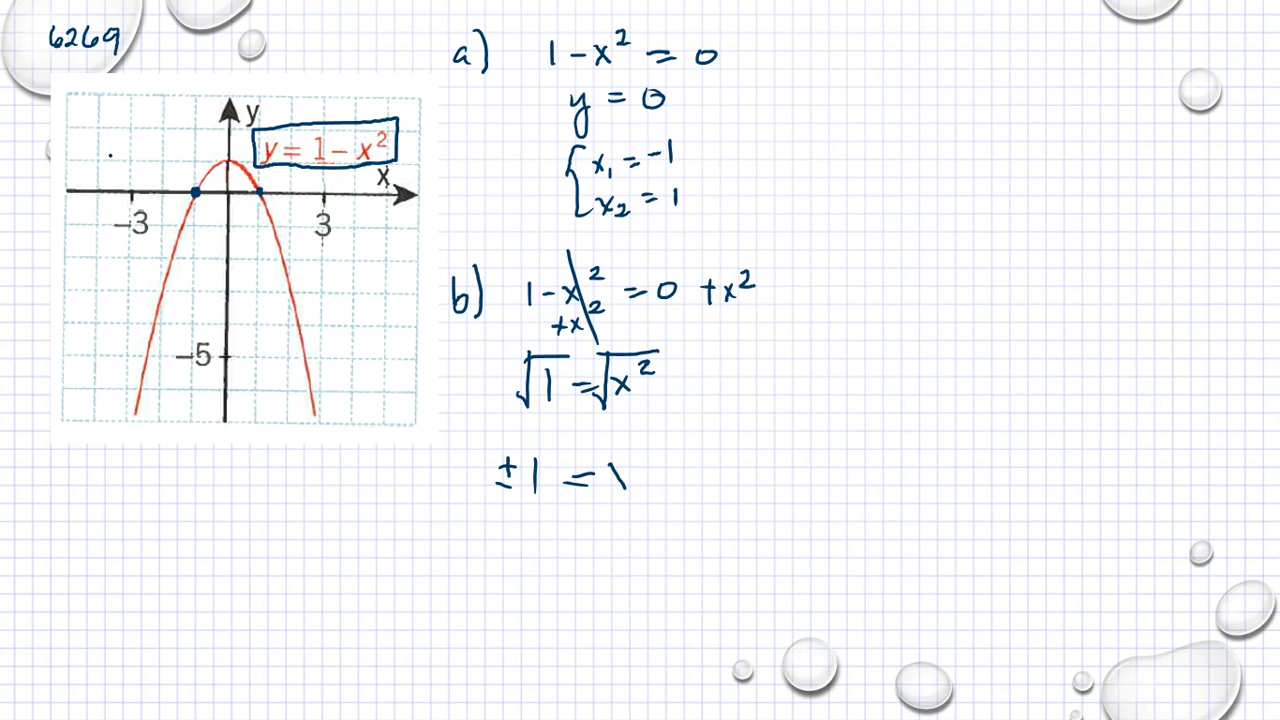 6269
y
y = 1 - x²
x
-3
3
-5
a) 1 - x² = 0
y = 0
{ x₁ = -1
x₂ = 1
b) 1 - x² = 0 + x²
+x²
√1 = √x²
± 1 =